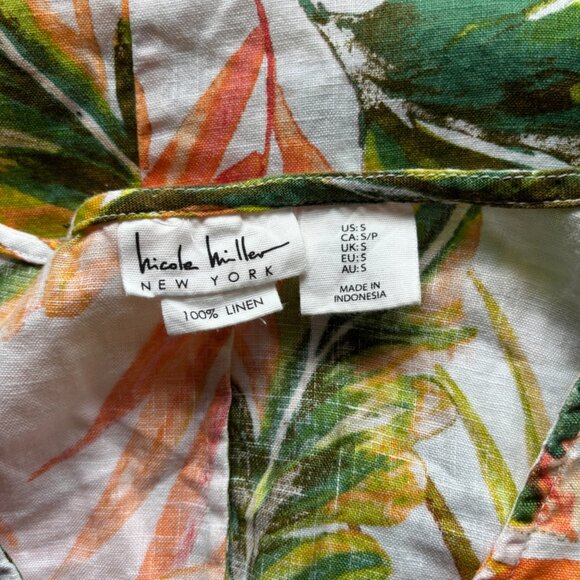 nicole miller
NEW YORK
100% LINEN
US: S
CA: S/P
UK: S
EU: S
AU: S
MADE IN
INDONESIA